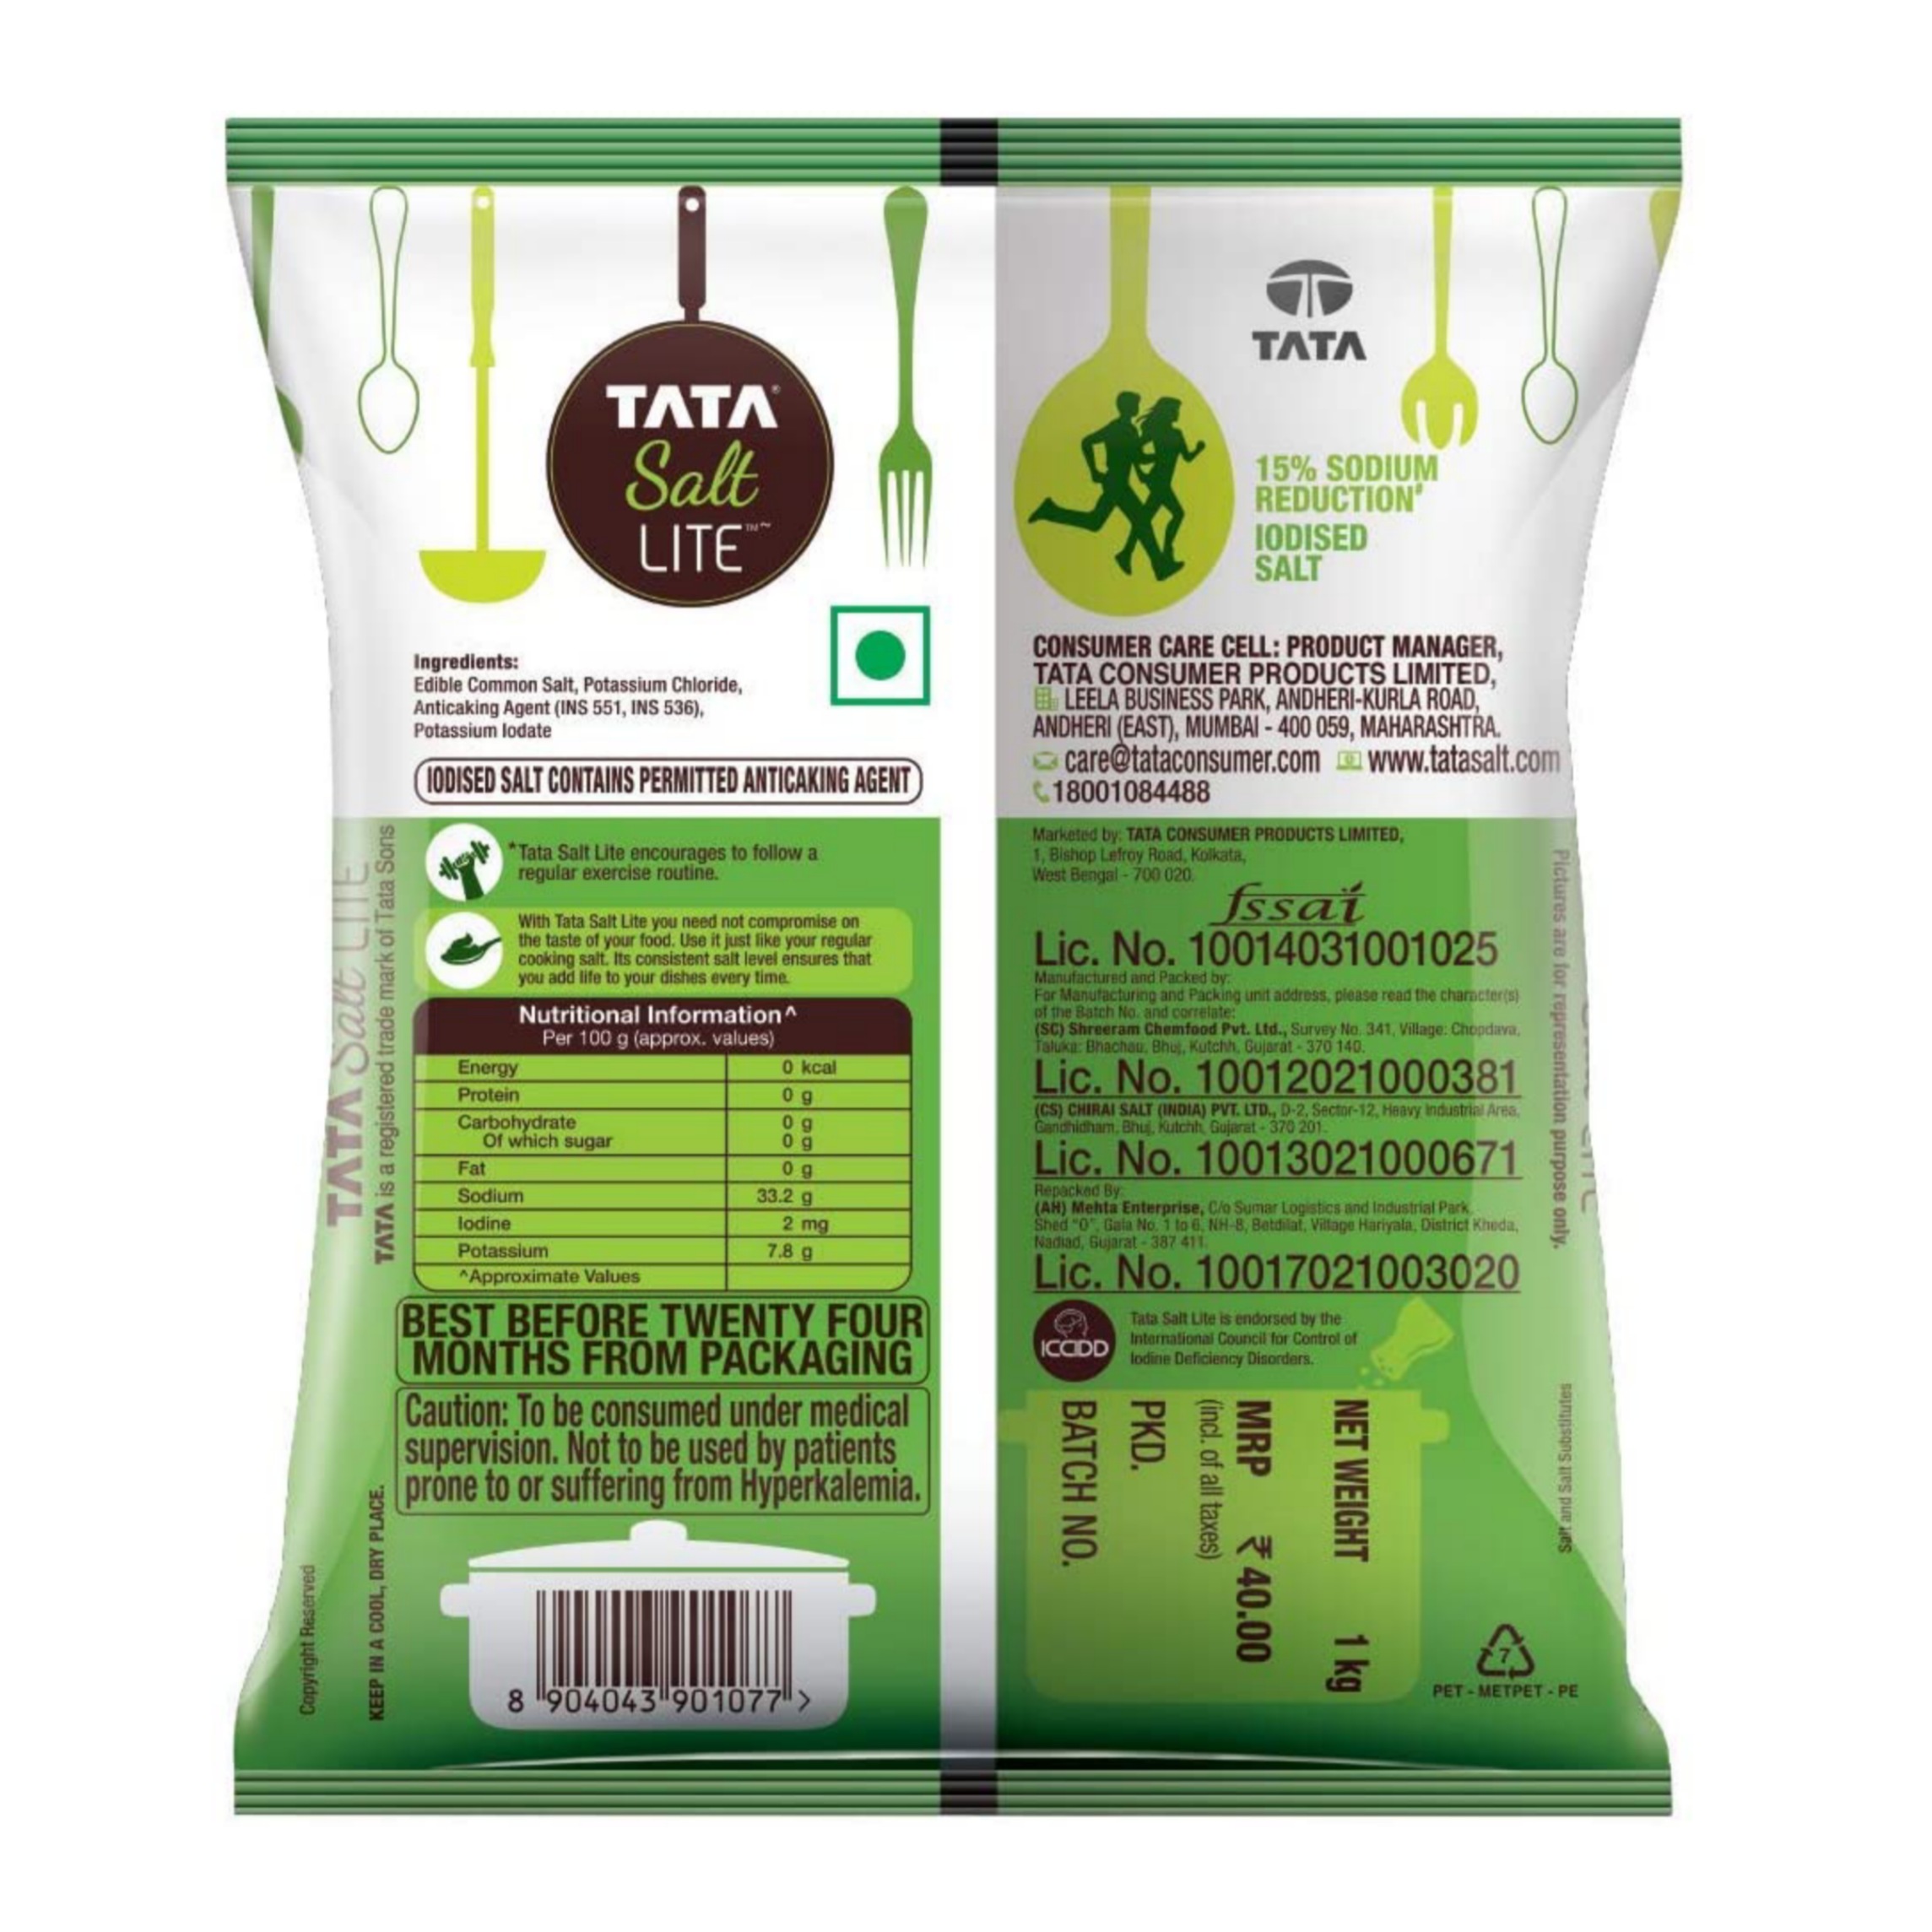 TATA®
Salt
LITE™~
Ingredients:
Edible Common Salt, Potassium Chloride,
Anticaking Agent (INS 551, INS 536),
Potassium Iodate
IODISED SALT CONTAINS PERMITTED ANTICAKING AGENT
*Tata Salt Lite encourages to follow a
regular exercise routine.
With Tata Salt Lite you need not compromise on
the taste of your food. Use it just like your regular
cooking salt. Its consistent salt level ensures that
you add life to your dishes every time.
Nutritional Information^
Per 100 g (approx. values)
Energy 0 kcal
Protein 0 g
Carbohydrate 0 g
Of which sugar 0 g
Fat 0 g
Sodium 33.2 g
Iodine 2 mg
Potassium 7.8 g
^Approximate Values
BEST BEFORE TWENTY FOUR
MONTHS FROM PACKAGING
Caution: To be consumed under medical
supervision. Not to be used by patients
prone to or suffering from Hyperkalemia.
8 904043 901077 >
TATA Salt LITE
TATA is a registered trade mark of Tata Sons
KEEP IN A COOL, DRY PLACE.
Copyright Reserved
TATA
15% SODIUM
REDUCTION#
IODISED
SALT
CONSUMER CARE CELL: PRODUCT MANAGER,
TATA CONSUMER PRODUCTS LIMITED,
LEELA BUSINESS PARK, ANDHERI-KURLA ROAD,
ANDHERI (EAST), MUMBAI - 400 059, MAHARASHTRA.
care@tataconsumer.com www.tatasalt.com
18001084488
Marketed by: TATA CONSUMER PRODUCTS LIMITED,
1, Bishop Lefroy Road, Kolkata,
West Bengal - 700 020.
fssai
Lic. No. 10014031001025
Manufactured and Packed by:
For Manufacturing and Packing unit address, please read the character(s)
of the Batch No. and correlate:
(SC) Shreeram Chemfood Pvt. Ltd., Survey No. 341, Village: Chopdava,
Taluka: Bhachau, Bhuj, Kutchh, Gujarat - 370 140.
Lic. No. 10012021000381
(CS) CHIRAI SALT (INDIA) PVT. LTD., D-2, Sector-12, Heavy Industrial Area,
Gandhidham, Bhuj, Kutchh, Gujarat - 370 201.
Lic. No. 10013021000671
Repacked By:
(AH) Mehta Enterprise, C/o Sumar Logistics and Industrial Park,
Shed "O", Gala No. 1 to 6, NH-8, Betdilat, Village Hariyala, District Kheda,
Nadiad, Gujarat - 387 411.
Lic. No. 10017021003020
ICCIDD
Tata Salt Lite is endorsed by the
International Council for Control of
Iodine Deficiency Disorders.
NET WEIGHT 1 kg
MRP ₹ 40.00
(incl. of all taxes)
PKD.
BATCH NO.
7
PET - METPET - PE
Pictures are for representation purpose only.
Salt and Salt Substitutes